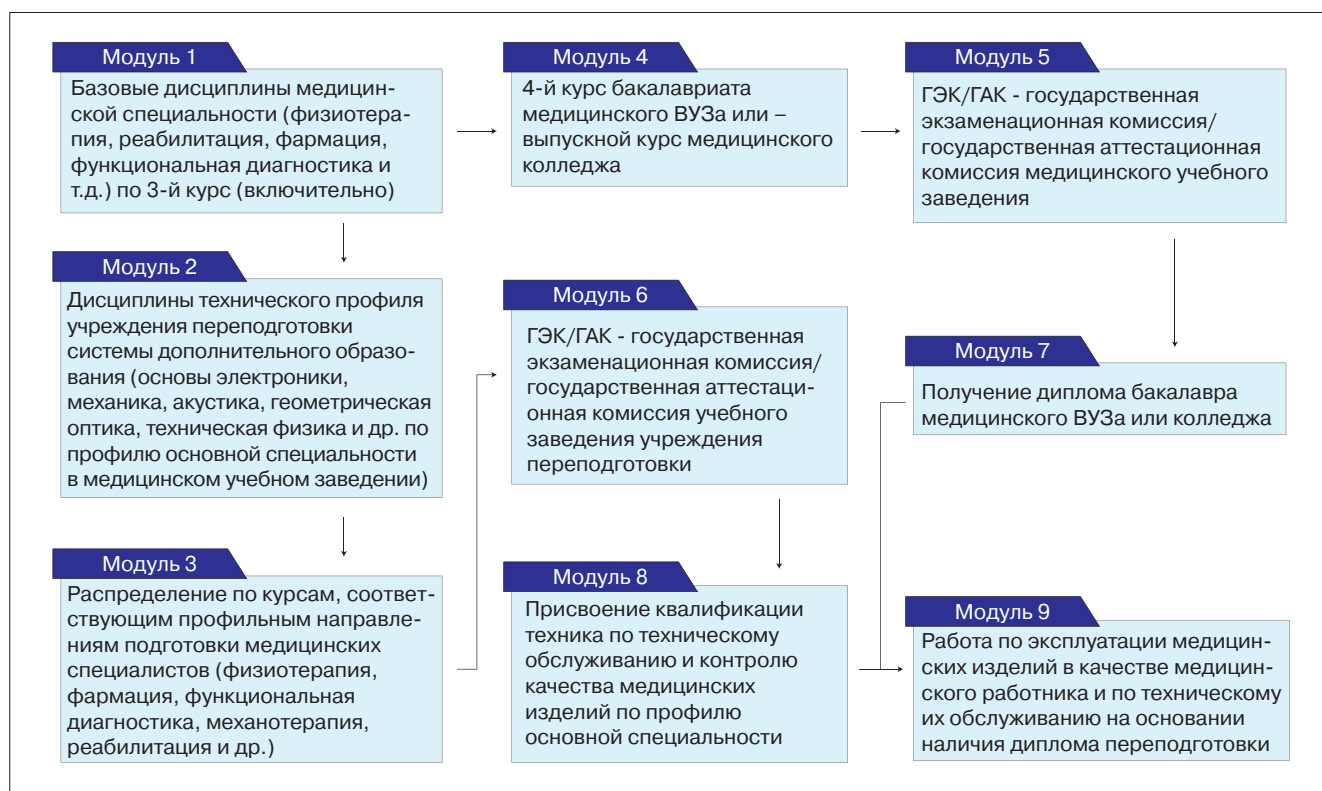 Модуль 1
Базовые дисциплины медицин-
ской специальности (физиотера-
пия, реабилитация, фармация,
функциональная диагностика и
т.д.) по 3-й курс (включительно)
Модуль 4
4-й курс бакалавриата
медицинского ВУЗа или –
выпускной курс медицинского
колледжа
Модуль 5
ГЭК/ГАК - государственная
экзаменационная комиссия/
государственная аттестационная
комиссия медицинского учебного
заведения
Модуль 2
Дисциплины технического профиля
учреждения переподготовки
системы дополнительного образо-
вания (основы электроники,
механика, акустика, геометрическая
оптика, техническая физика и др. по
профилю основной специальности
в медицинском учебном заведении)
Модуль 6
ГЭК/ГАК - государственная
экзаменационная комиссия/
государственная аттестаци-
онная комиссия учебного
заведения учреждения
переподготовки
Модуль 7
Получение диплома бакалавра
медицинского ВУЗа или колледжа
Модуль 3
Распределение по курсам, соответ-
ствующим профильным направле-
ниям подготовки медицинских
специалистов (физиотерапия,
фармация, функциональная
диагностика, механотерапия,
реабилитация и др.)
Модуль 8
Присвоение квалификации
техника по техническому
обслуживанию и контролю
качества медицинских
изделий по профилю
основной специальности
Модуль 9
Работа по эксплуатации медицин-
ских изделий в качестве медицин-
ского работника и по техническому
их обслуживанию на основании
наличия диплома переподготовки